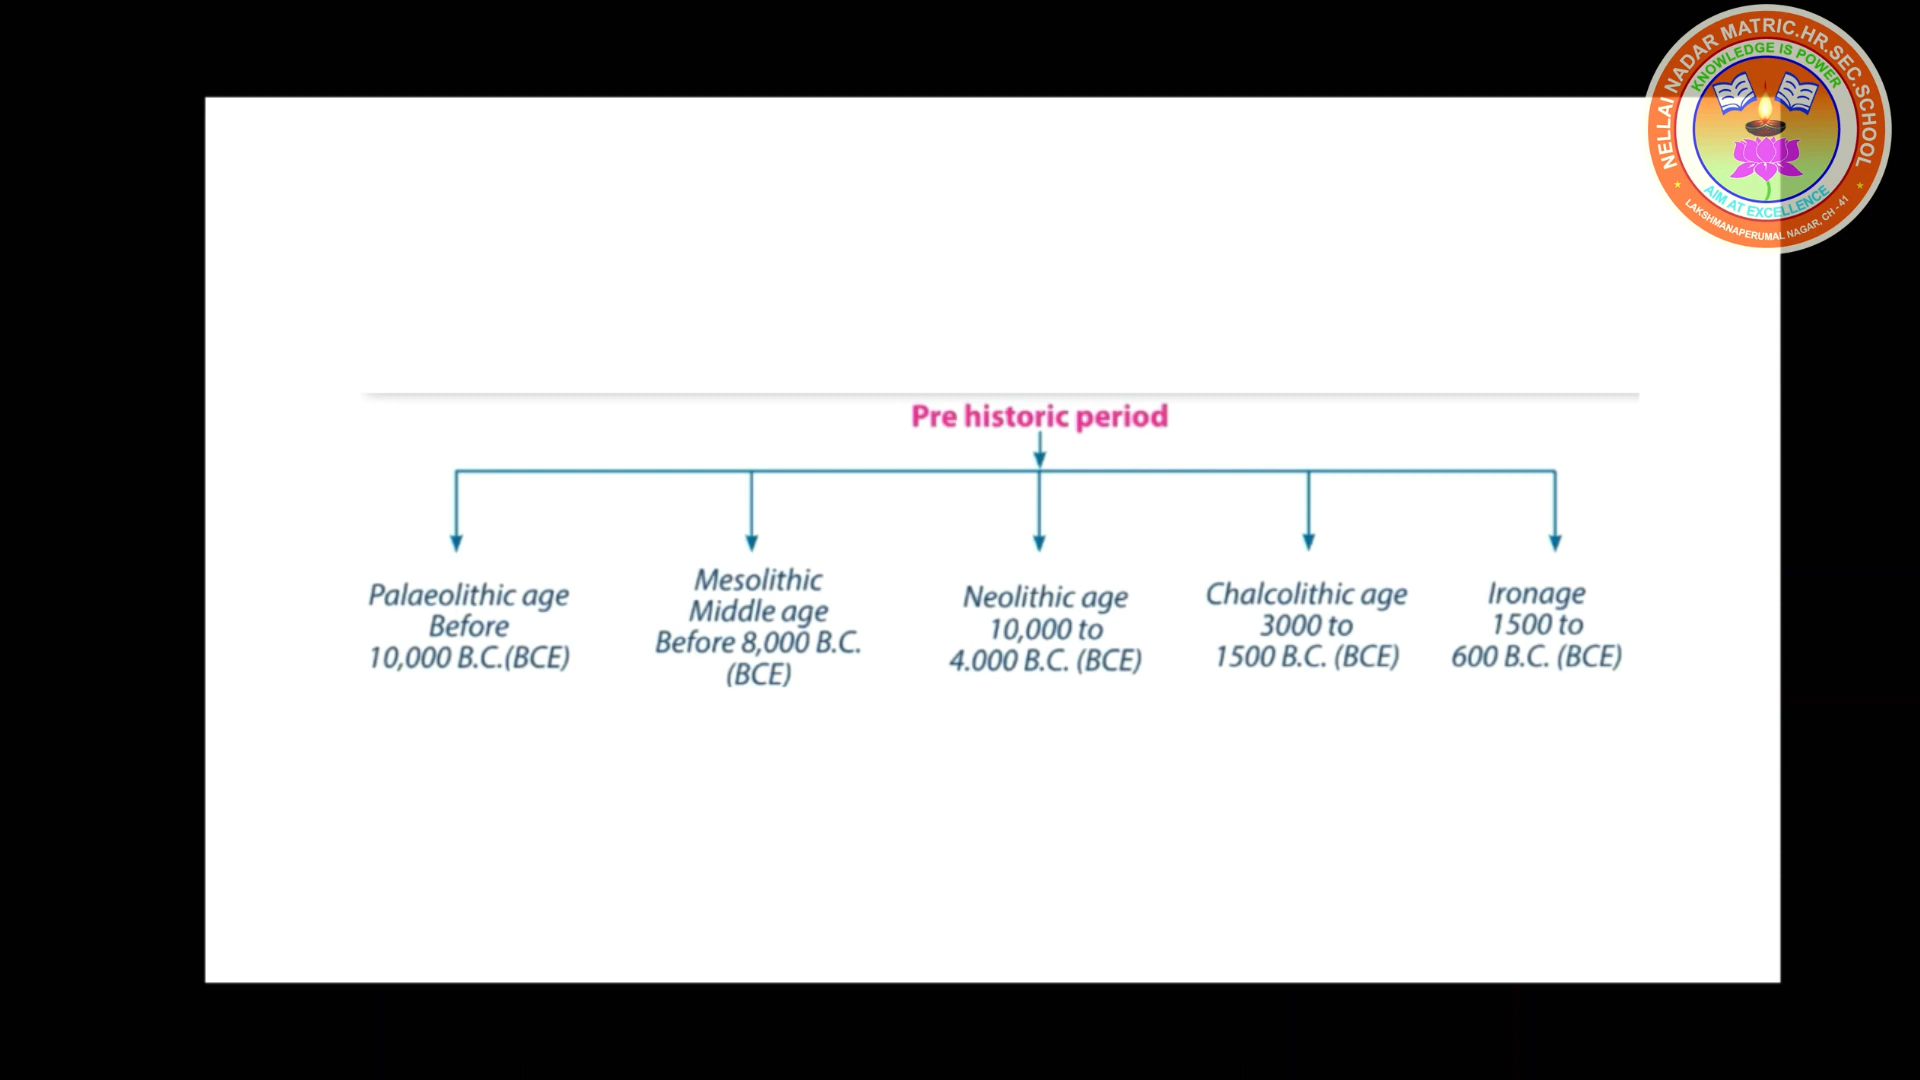 NELLAI NADAR MATRIC.HR.SEC.SCHOOL
KNOWLEDGE IS POWER
AIM AT EXCELLENCE
LAKSHMANAPERUMAL NAGAR, CH - 41
Pre historic period
Palaeolithic age
Before
10,000 B.C.(BCE)
Mesolithic
Middle age
Before 8,000 B.C.
(BCE)
Neolithic age
10,000 to
4.000 B.C. (BCE)
Chalcolithic age
3000 to
1500 B.C. (BCE)
Ironage
1500 to
600 B.C. (BCE)